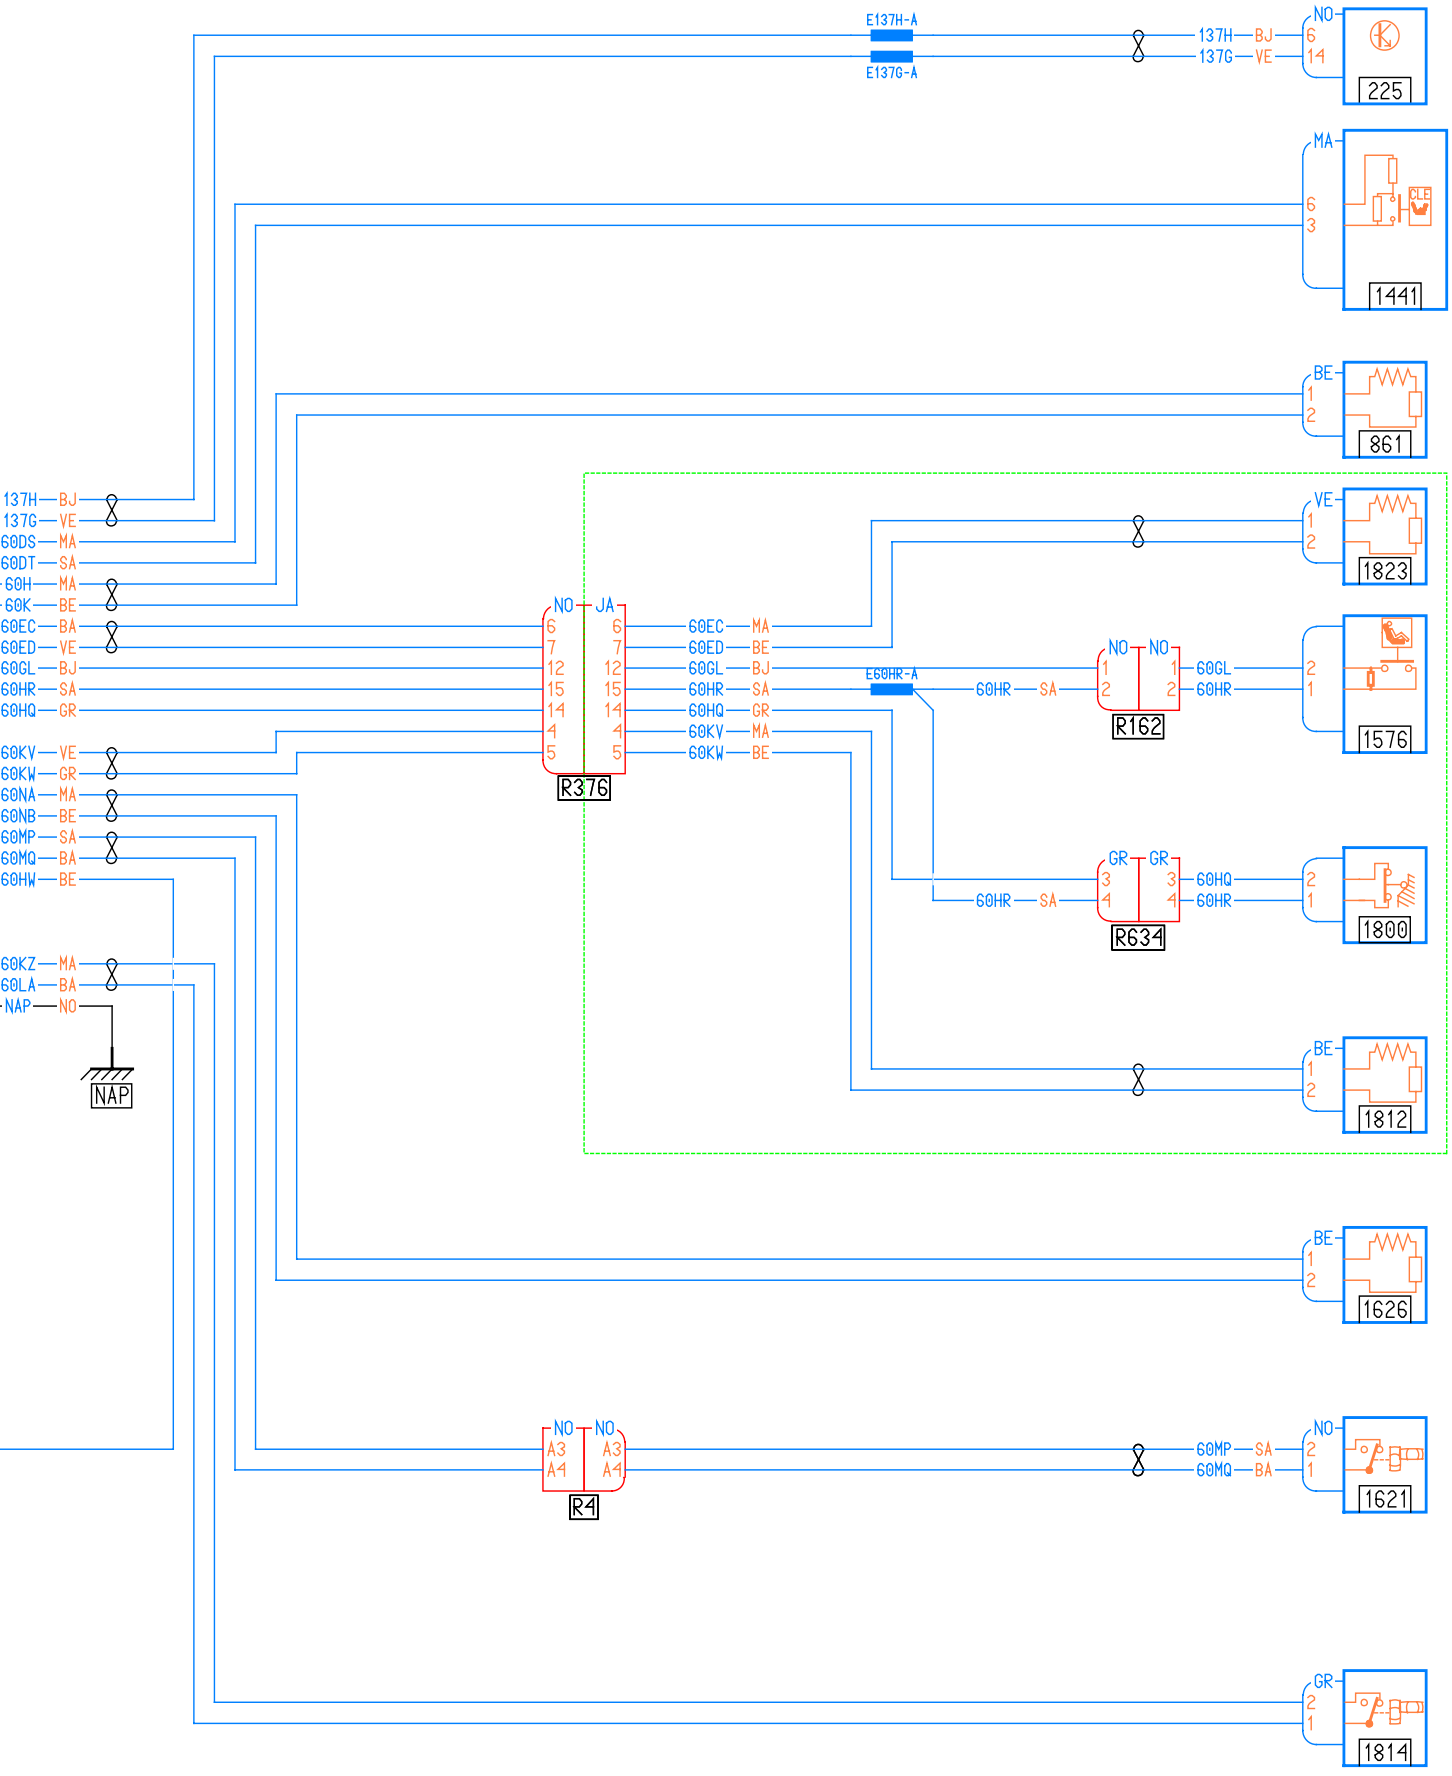 E137H-A
NO
137H BJ 6
137G VE 14
E137G-A
225
MA
CLE
6
3
1441
BE
1
2
861
137H BJ
137G VE
60DS MA
60DT SA
60H MA
60K BE
60EC BA
60ED VE
60GL BJ
60HR SA
60HQ GR
60KV VE
60KW GR
60NA MA
60NB BE
60MP SA
60MQ BA
60HW BE
60KZ MA
60LA BA
NAP NO
NAP
NO JA
6 6 60EC MA
7 7 60ED BE
12 12 60GL BJ
15 15 60HR SA
14 14 60HQ GR
4 4 60KV MA
5 5 60KW BE
R376
VE
1
2
1823
E60HR-A
NO NO
1 1 60GL 2
60HR SA 2 2 60HR 1
R162
1576
GR GR
3 3 60HQ 2
60HR SA 4 4 60HR 1
R634
1800
BE
1
2
1812
BE
1
2
1626
NO NO
A3 A3
A4 A4
R4
NO
60MP SA 2
60MQ BA 1
1621
GR
2
1
1814